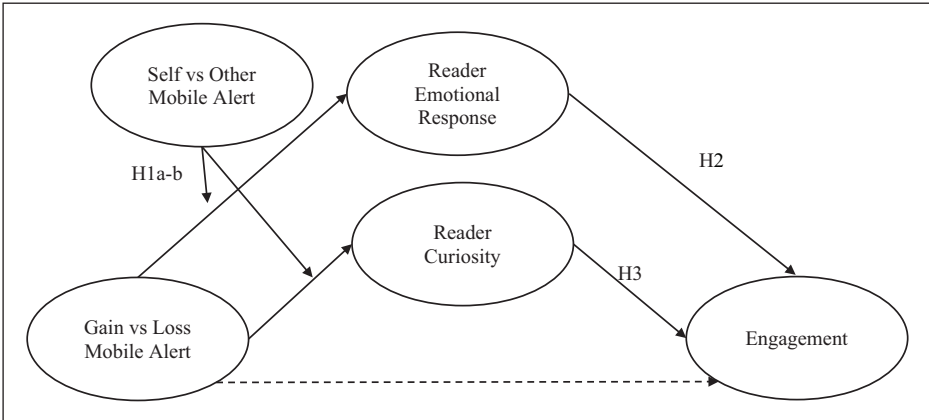 Self vs Other
Mobile Alert
Reader
Emotional
Response
H1a-b
H2
Reader
Curiosity
H3
Gain vs Loss
Mobile Alert
Engagement